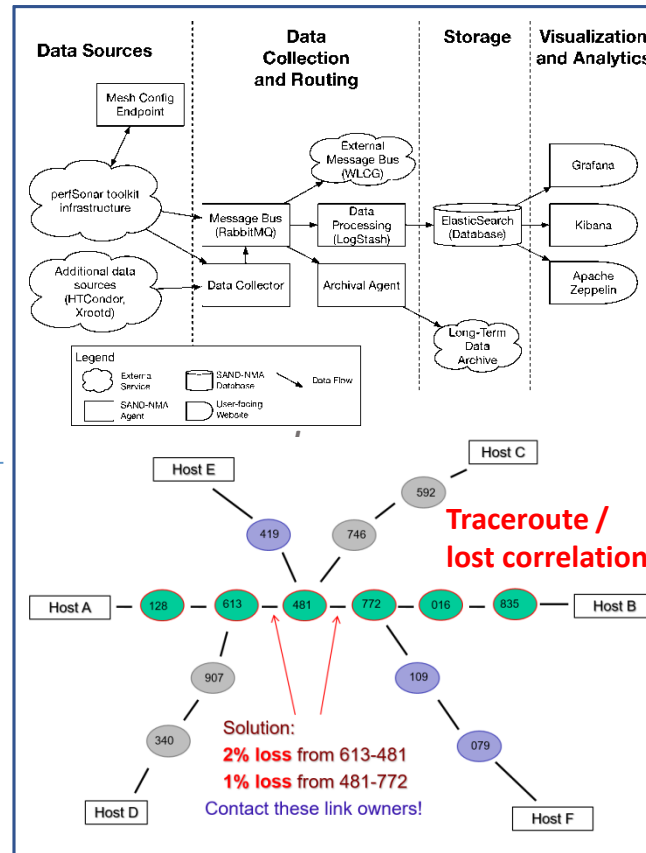 Data Sources
Data
Collection
and Routing
Storage
Visualization
and Analytics
Mesh Config
Endpoint
perfSonar toolkit
infrastructure
Additional data
sources
(HTCondor,
Xrootd)
External
Message Bus
(WLCG)
Message Bus
(RabbitMQ)
Data
Processing
(LogStash)
Data Collector
Archival Agent
ElasticSearch
(Database)
Long-Term
Data
Archive
Grafana
Kibana
Apache
Zeppelin
Legend
External
Service
SAND-NMA
Database
Data Flow
SAND-NMA
Agent
User-facing
Website
Host E
Host C
592
419
746
Traceroute /
lost correlation
Host A
128
613
481
772
016
835
Host B
907
109
340
079
Solution:
2% loss from 613-481
1% loss from 481-772
Contact these link owners!
Host D
Host F